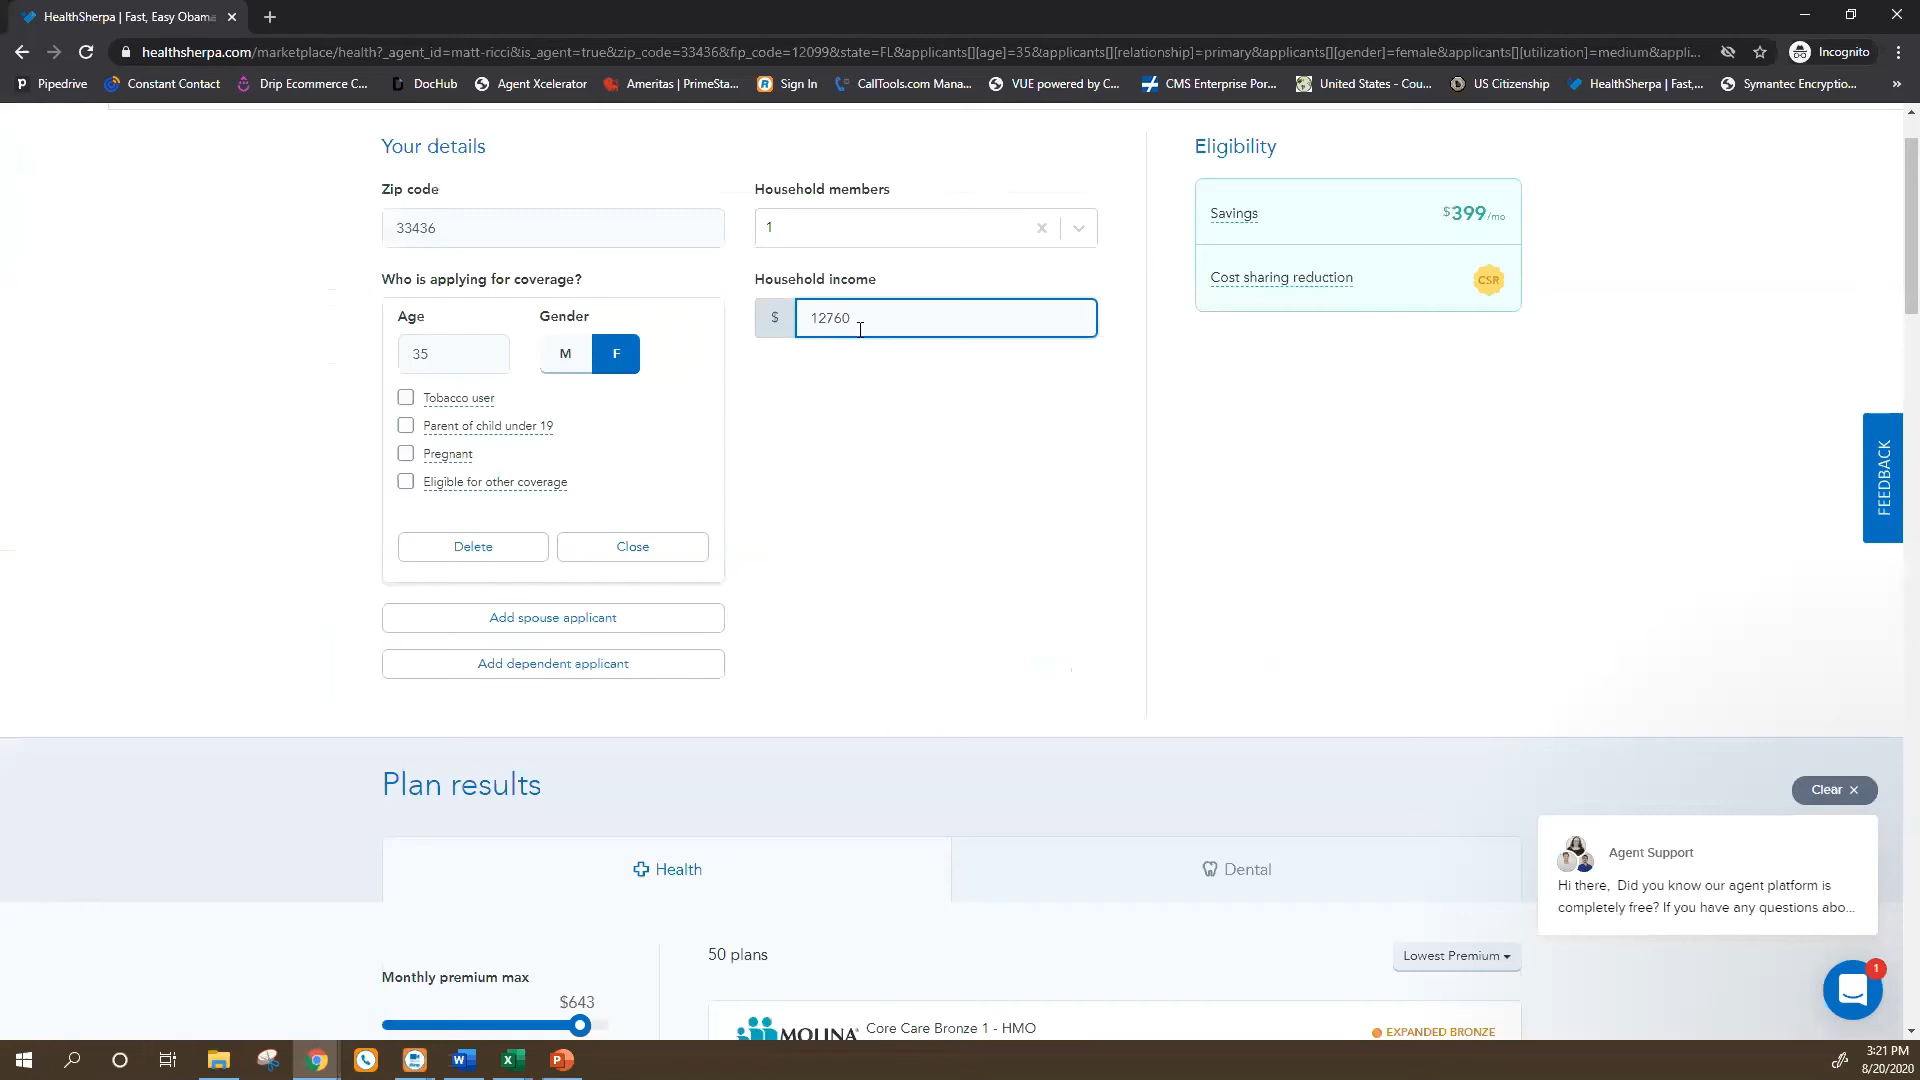 HealthSherpa | Fast, Easy Obama
healthsherpa.com/marketplace/health?_agent_id=matt-ricci&is_agent=true&zip_code=33436&fip_code=12099&state=FL&applicants[][age]=35&applicants[][relationship]=primary&applicants[][gender]=female&applicants[][utilization]=medium&appli...
Incognito
Pipedrive
Constant Contact
Drip Ecommerce C...
DocHub
Agent Xcelerator
Ameritas | PrimeSta...
Sign In
CallTools.com Mana...
VUE powered by C...
CMS Enterprise Por...
United States - Cou...
US Citizenship
HealthSherpa | Fast,...
Symantec Encryptio...
»
Your details
Eligibility
Zip code
Household members
33436
1
Savings
$399/mo
Who is applying for coverage?
Household income
Cost sharing reduction
CSR
Age
Gender
$
12760
35
M
F
Tobacco user
Parent of child under 19
Pregnant
Eligible for other coverage
FEEDBACK
Delete
Close
Add spouse applicant
Add dependent applicant
Plan results
Clear ×
Health
Dental
Agent Support
Hi there, Did you know our agent platform is
completely free? If you have any questions abo...
50 plans
Lowest Premium
Monthly premium max
$643
1
MOLINA
Core Care Bronze 1 - HMO
EXPANDED BRONZE
3:21 PM
8/20/2020